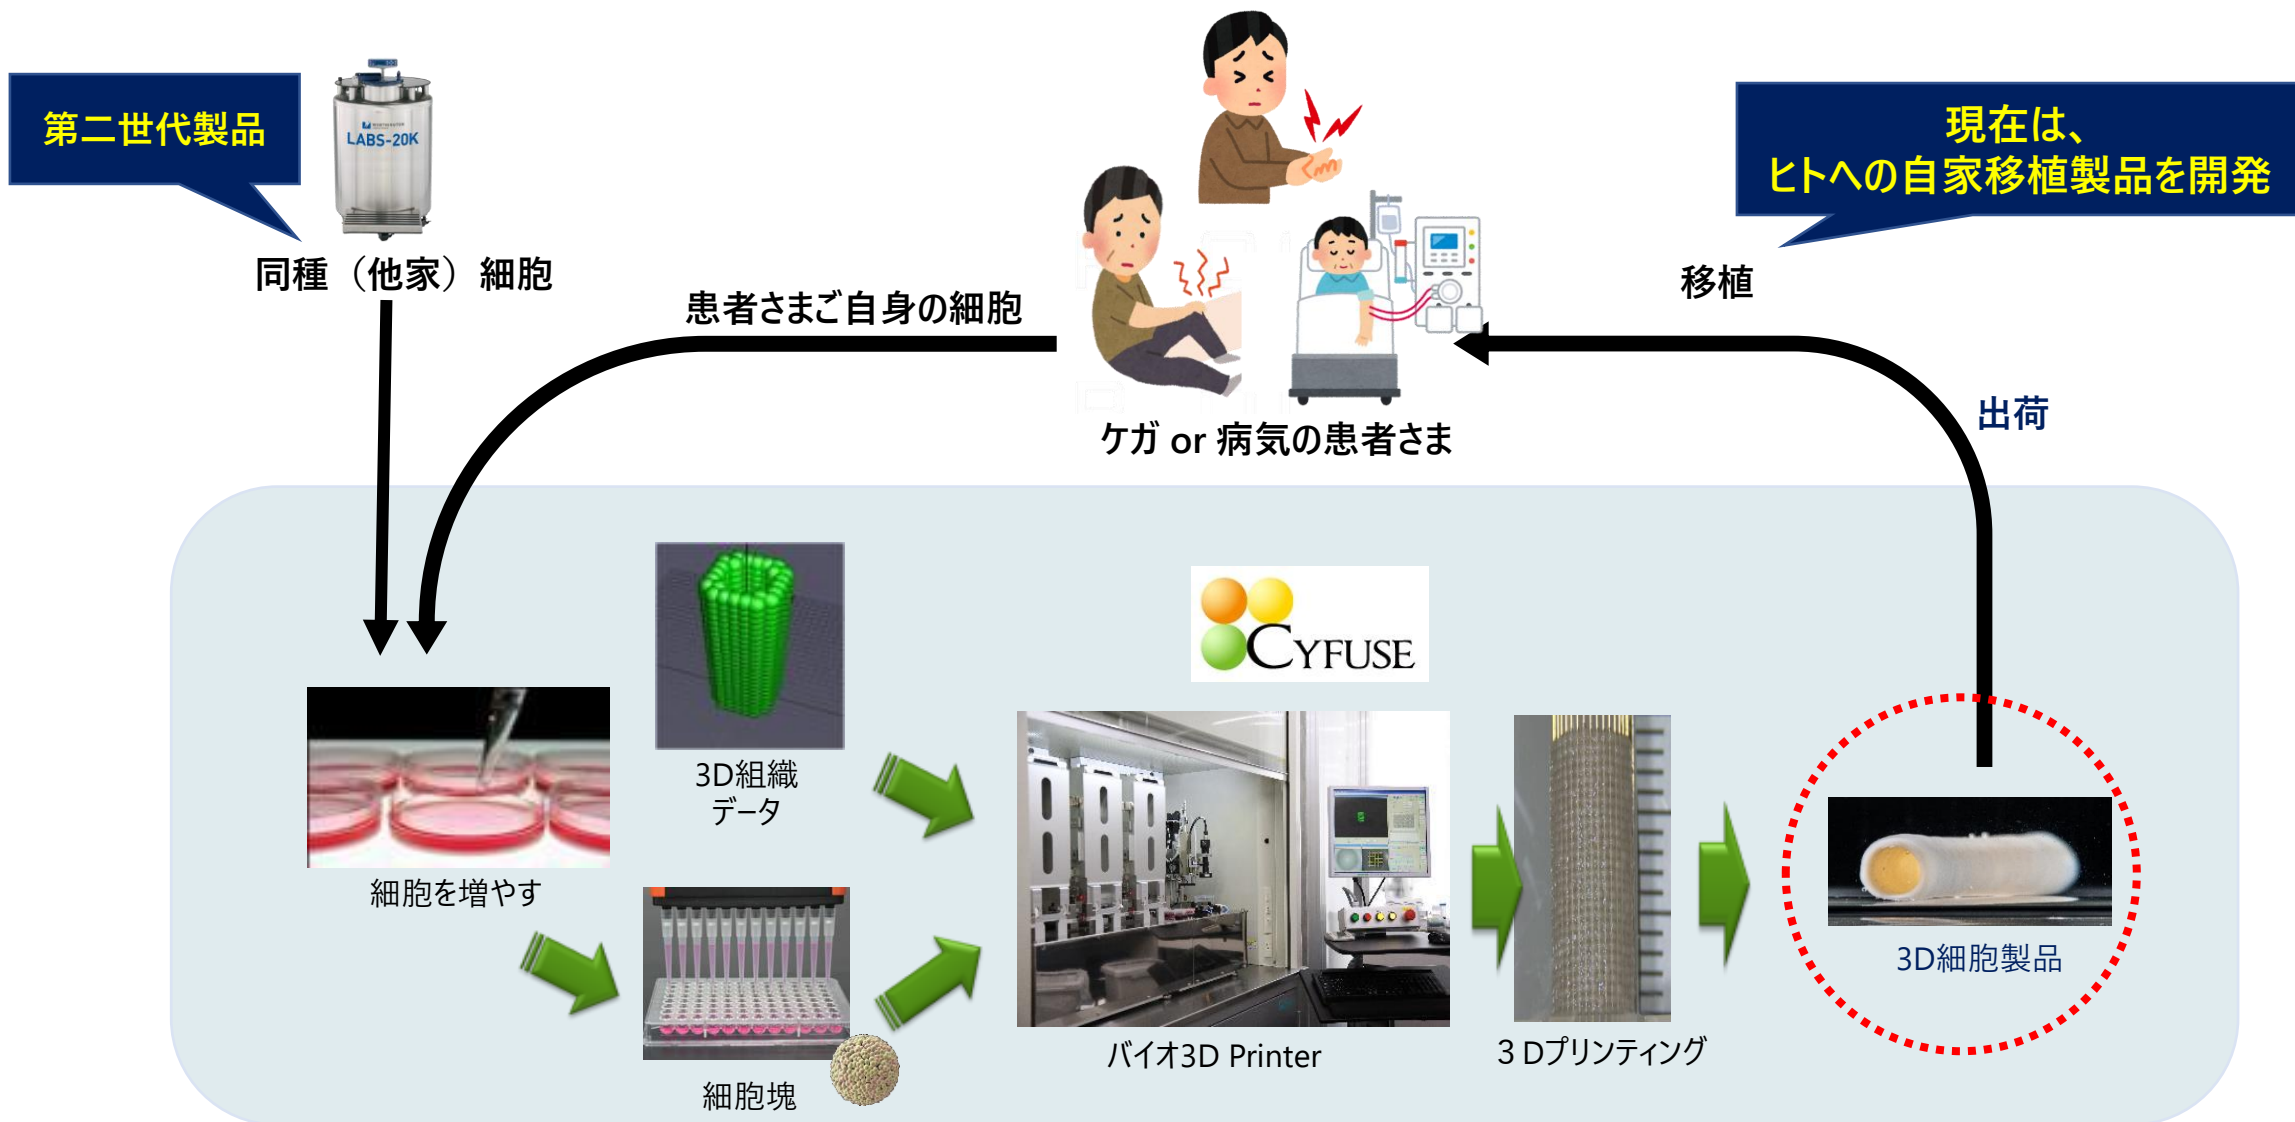 第二世代製品
LABS-20K
同種（他家）細胞
患者さまご自身の細胞
ケガ or 病気の患者さま
現在は、
ヒトへの自家移植製品を開発
移植
出荷
CYFUSE
3D組織
データ
細胞を増やす
細胞塊
バイオ3D Printer
３Dプリンティング
3D細胞製品